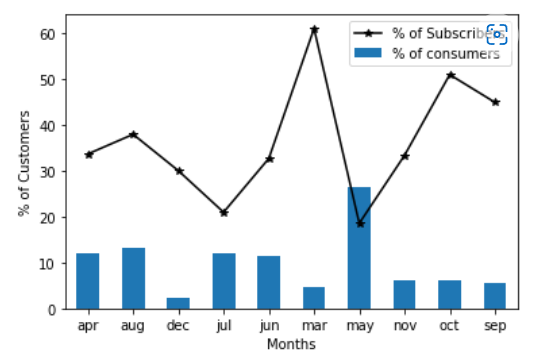 % of Subscribers
% of consumers
60
50
40
30
20
10
0
% of Customers
apr aug dec jul jun mar may nov oct sep
Months